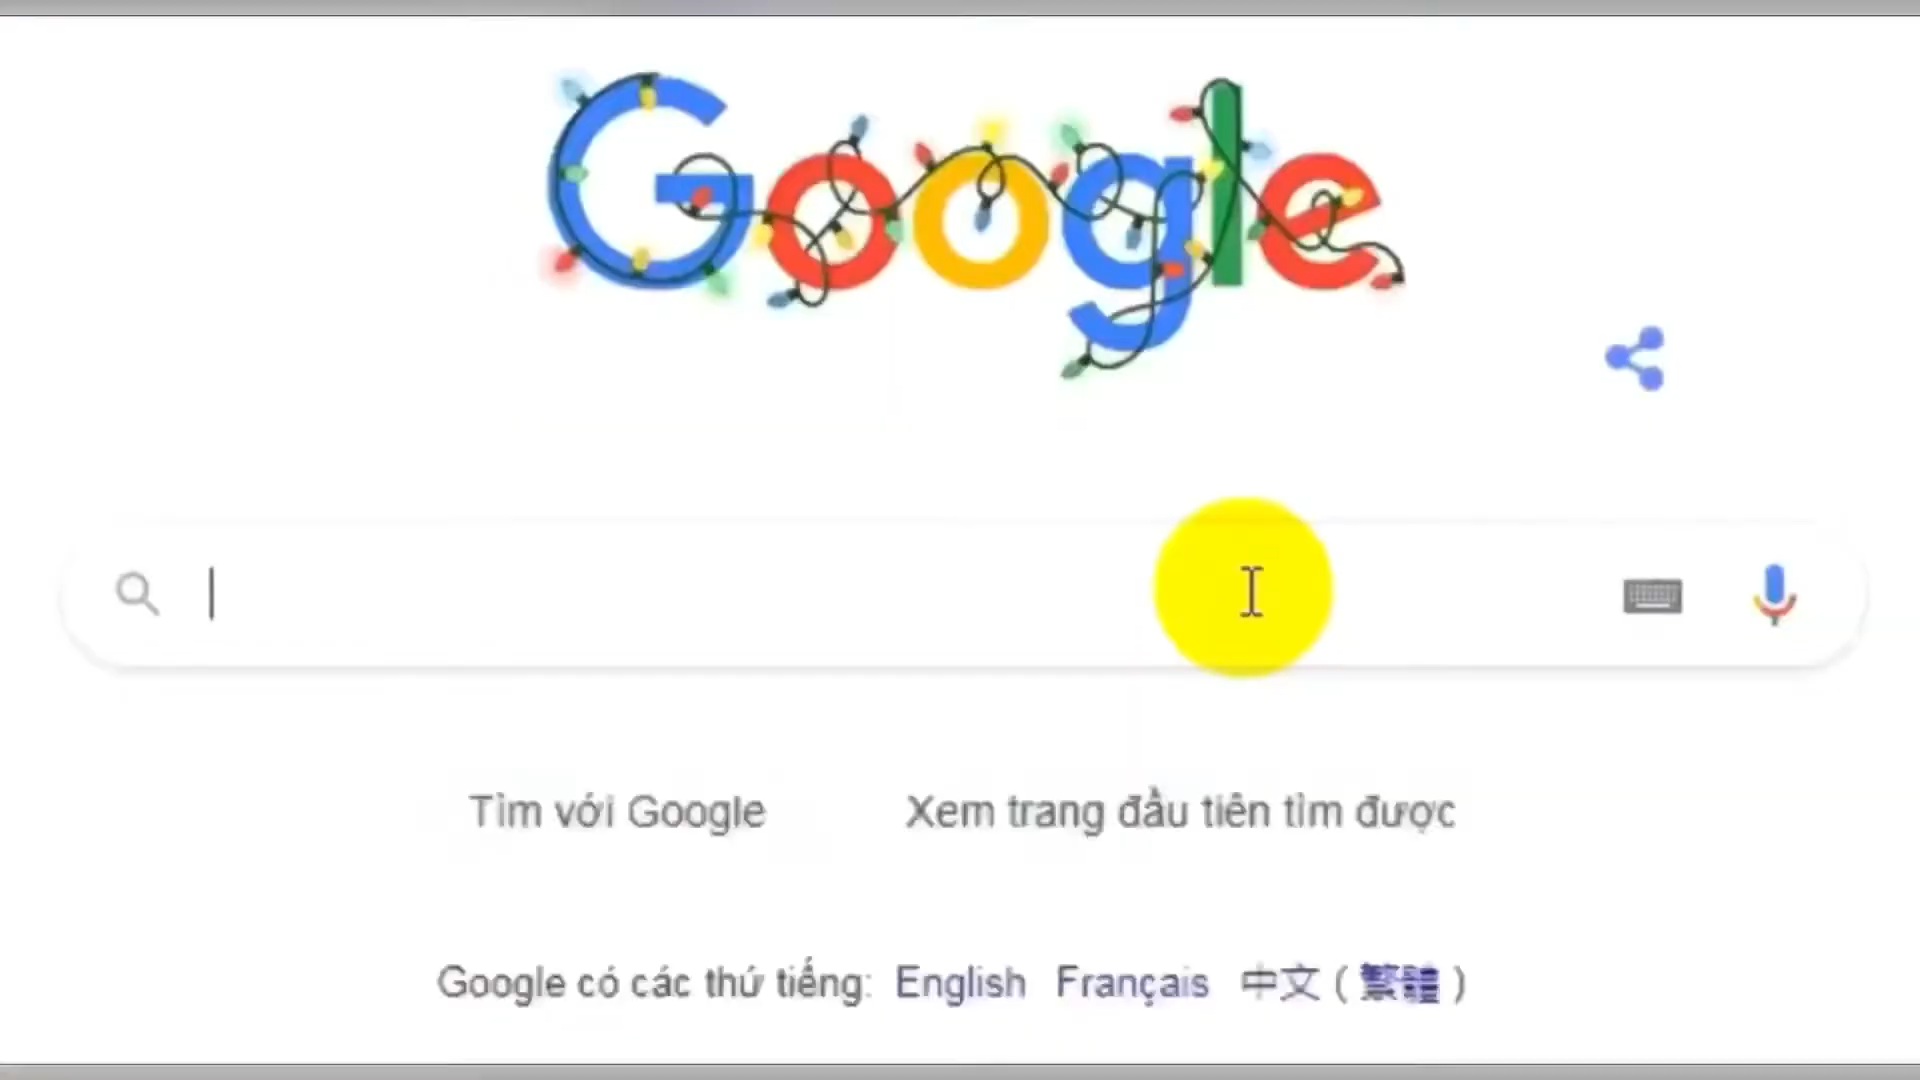 Google
Tìm với Google Xem trang đầu tiên tìm được
Google có các thứ tiếng: English Français 中文 (繁體)